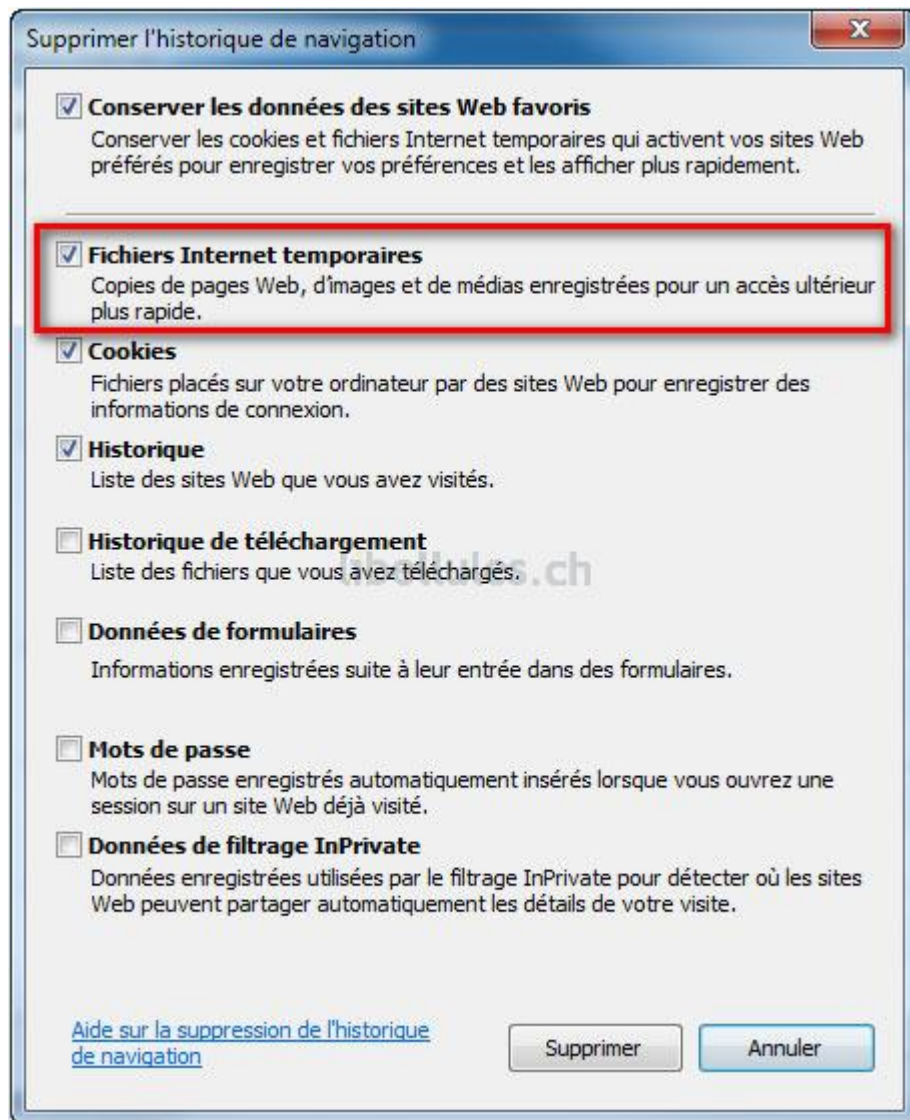 Supprimer l'historique de navigation
Conserver les données des sites Web favoris
Conserver les cookies et fichiers Internet temporaires qui activent vos sites Web
préférés pour enregistrer vos préférences et les afficher plus rapidement.
Fichiers Internet temporaires
Copies de pages Web, d'images et de médias enregistrées pour un accès ultérieur
plus rapide.
Cookies
Fichiers placés sur votre ordinateur par des sites Web pour enregistrer des
informations de connexion.
Historique
Liste des sites Web que vous avez visités.
Historique de téléchargement
Liste des fichiers que vous avez téléchargés.
Données de formulaires
Informations enregistrées suite à leur entrée dans des formulaires.
Mots de passe
Mots de passe enregistrés automatiquement insérés lorsque vous ouvrez une
session sur un site Web déjà visité.
Données de filtrage InPrivate
Données enregistrées utilisées par le filtrage InPrivate pour détecter où les sites
Web peuvent partager automatiquement les détails de votre visite.
Aide sur la suppression de l'historique
de navigation
Supprimer
Annuler